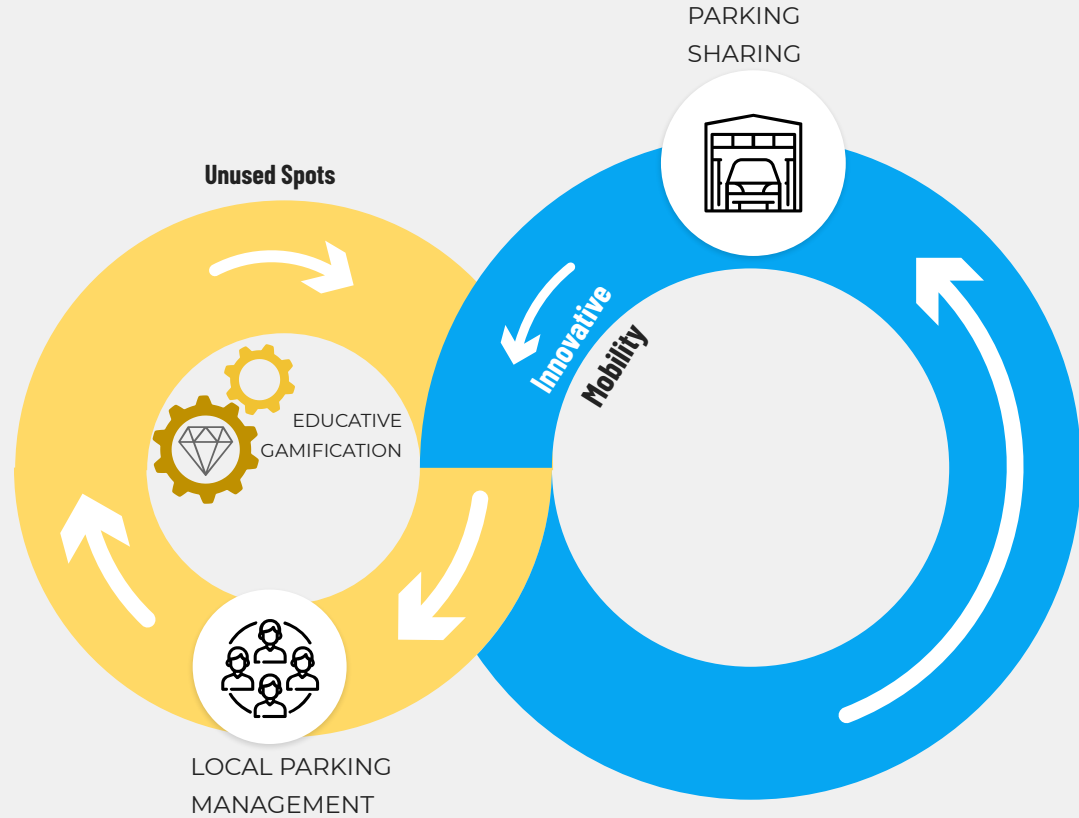 PARKING
SHARING
Unused Spots
Innovative
Mobility
EDUCATIVE
GAMIFICATION
LOCAL PARKING
MANAGEMENT